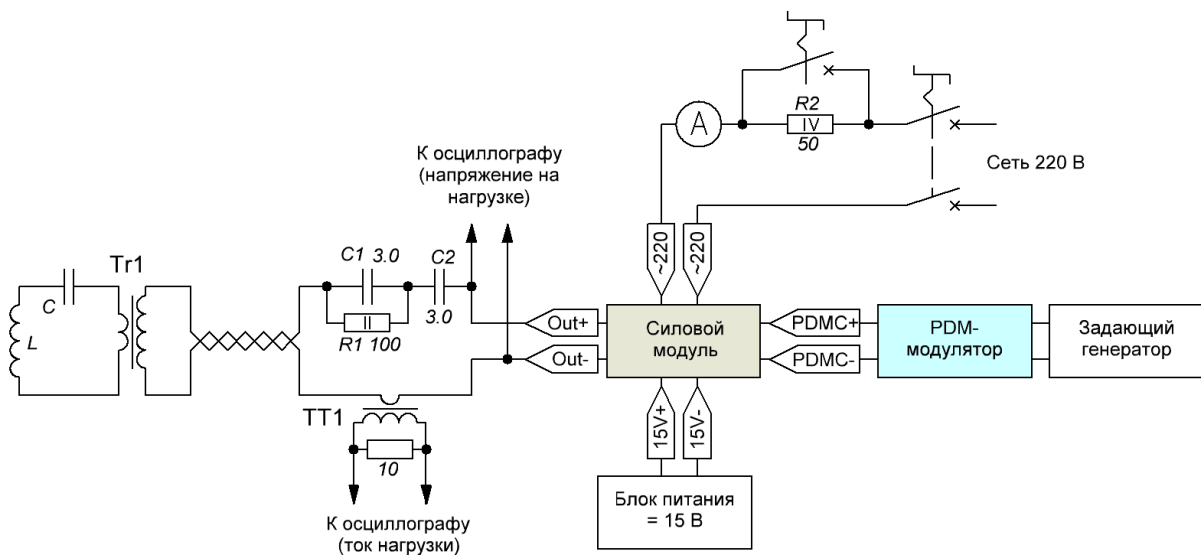 R2
IV
50
А
Сеть 220 В
К осциллографу
(напряжение на
нагрузке)
~220
~220
Tr1
C
L
C1 3.0
C2
3.0
II
R1 100
Out+
Out-
Силовой
модуль
PDMC+
PDMC-
PDM-
модулятор
Задающий
генератор
TT1
10
К осциллографу
(ток нагрузки)
15V+
15V-
Блок питания
= 15 В